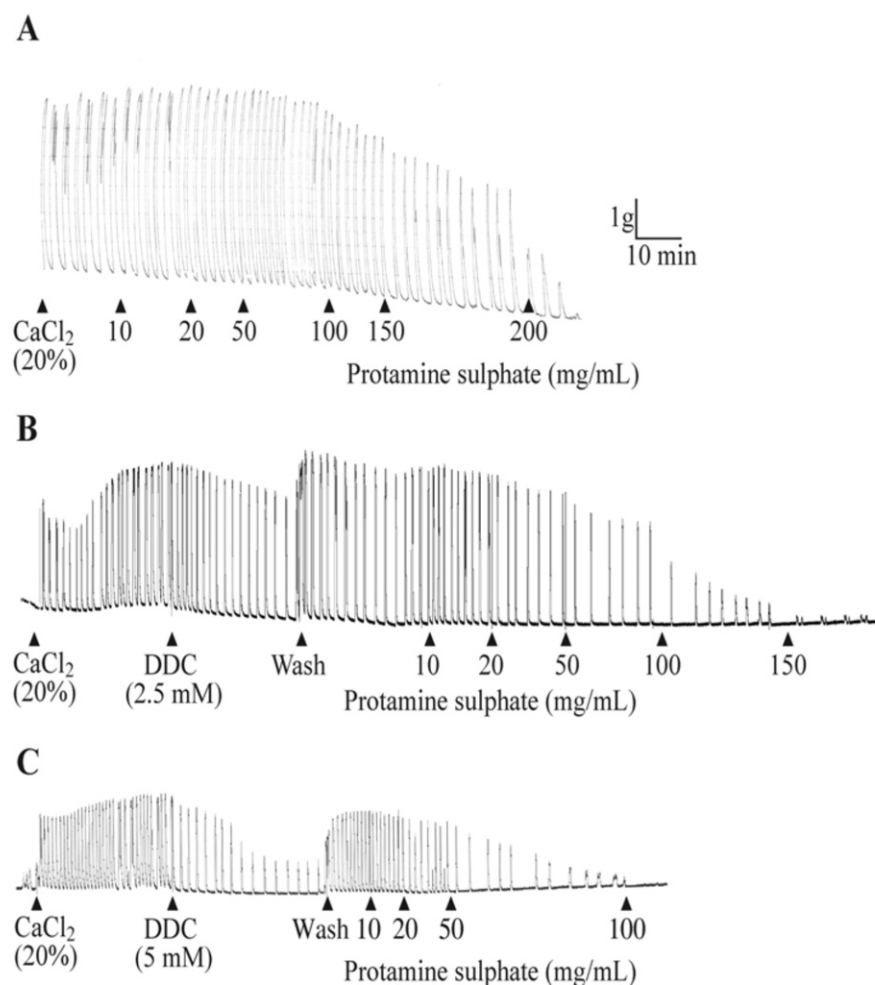 A
1g
10 min
CaCl₂ 10 20 50 100 150 200
(20%)
Protamine sulphate (mg/mL)
B
CaCl₂ DDC Wash 10 20 50 100 150
(20%) (2.5 mM)
Protamine sulphate (mg/mL)
C
CaCl₂ DDC Wash 10 20 50 100
(20%) (5 mM)
Protamine sulphate (mg/mL)